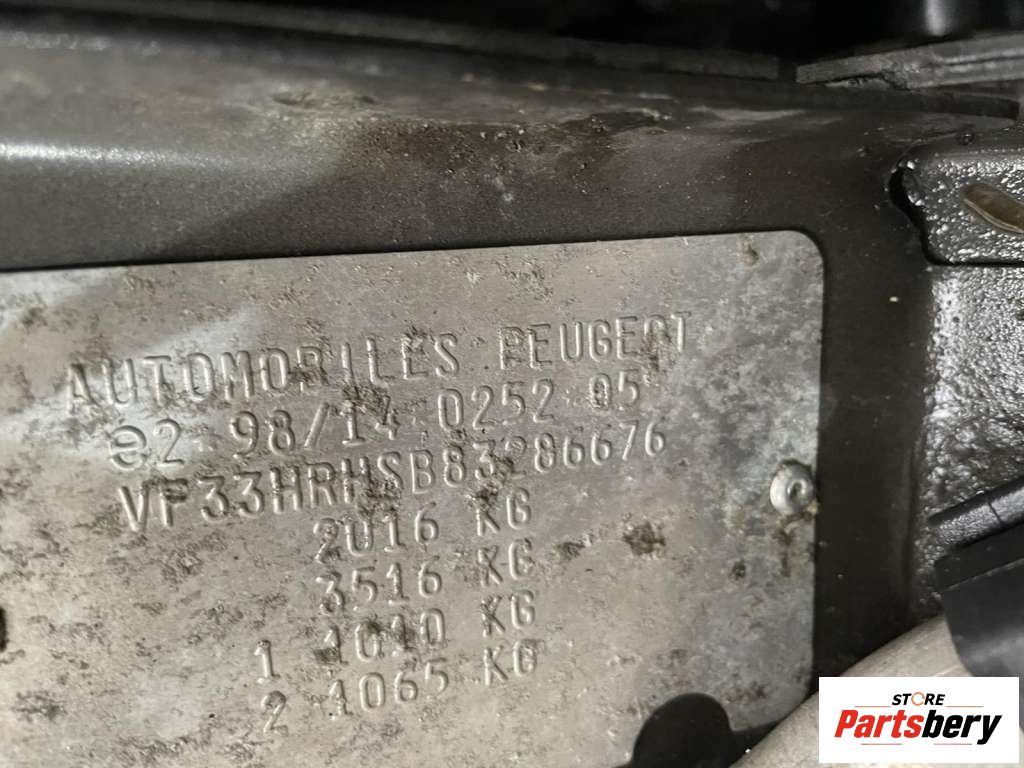 AUTOMOBILES PEUGEOT
e2*98/14*0252*05*
VF33HRHSB83286676
2016 KG
3516 KG
1 1010 KG
2 1065 KG
STORE
Partsbery